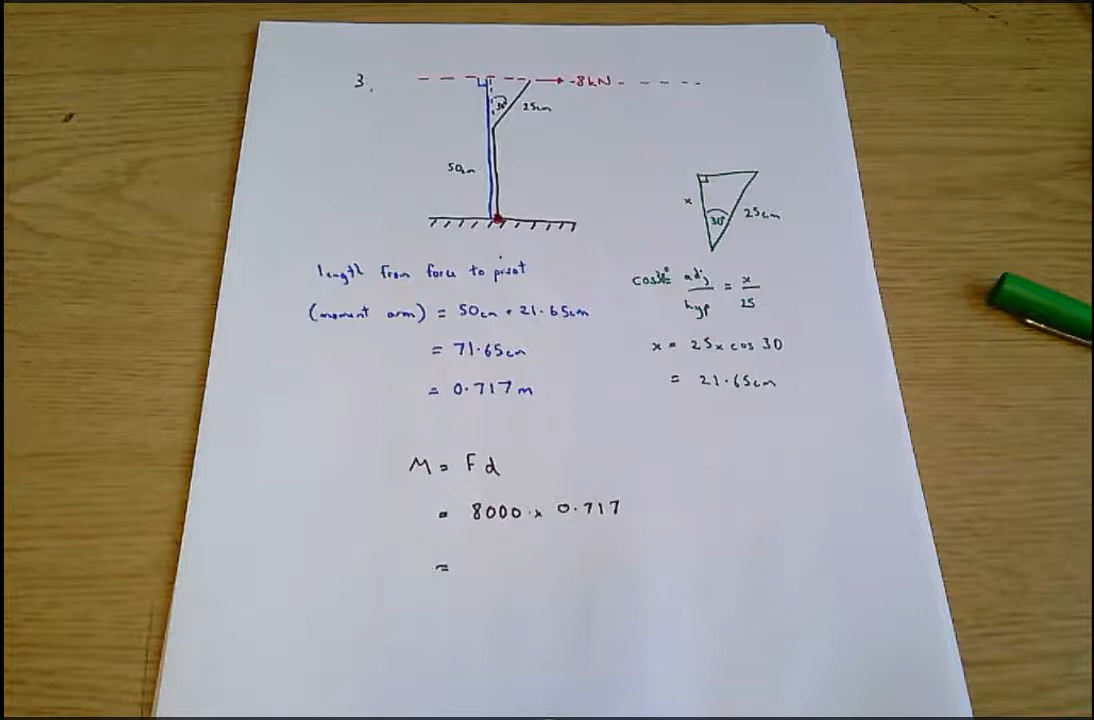 3.
8kN
30°
25cm
50cm
x
30°
25cm
length from force to pivot
(moment arm) = 50cm + 21.65cm
= 71.65cm
= 0.717m
cos30° = adj/hyp = x/25
x = 25 x cos 30
= 21.65cm
M = Fd
= 8000 x 0.717
=